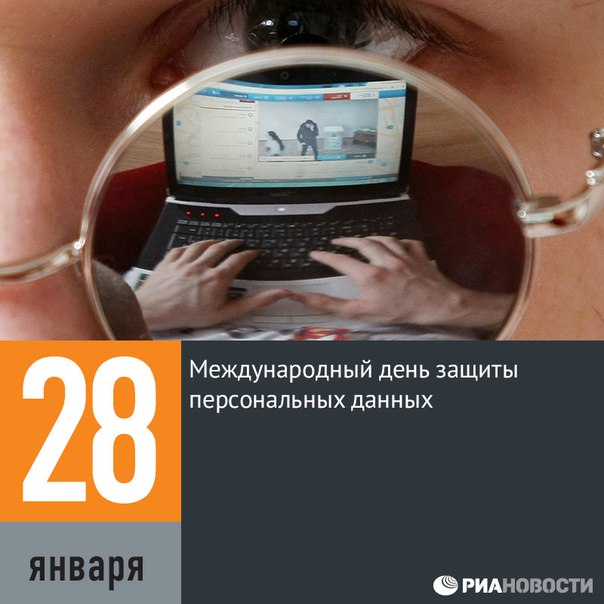 28
января
Международный день защиты
персональных данных
РИАНОВОСТИ